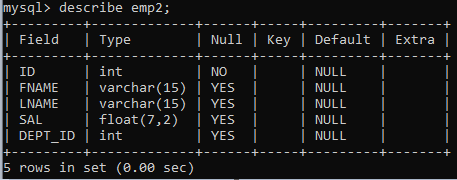 mysql> describe emp2;
+---------+-------------+------+-----+---------+-------+
| Field   | Type        | Null | Key | Default | Extra |
+---------+-------------+------+-----+---------+-------+
| ID      | int         | NO   |     | NULL    |       |
| FNAME   | varchar(15) | YES  |     | NULL    |       |
| LNAME   | varchar(15) | YES  |     | NULL    |       |
| SAL     | float(7,2)  | YES  |     | NULL    |       |
| DEPT_ID | int         | YES  |     | NULL    |       |
+---------+-------------+------+-----+---------+-------+
5 rows in set (0.00 sec)